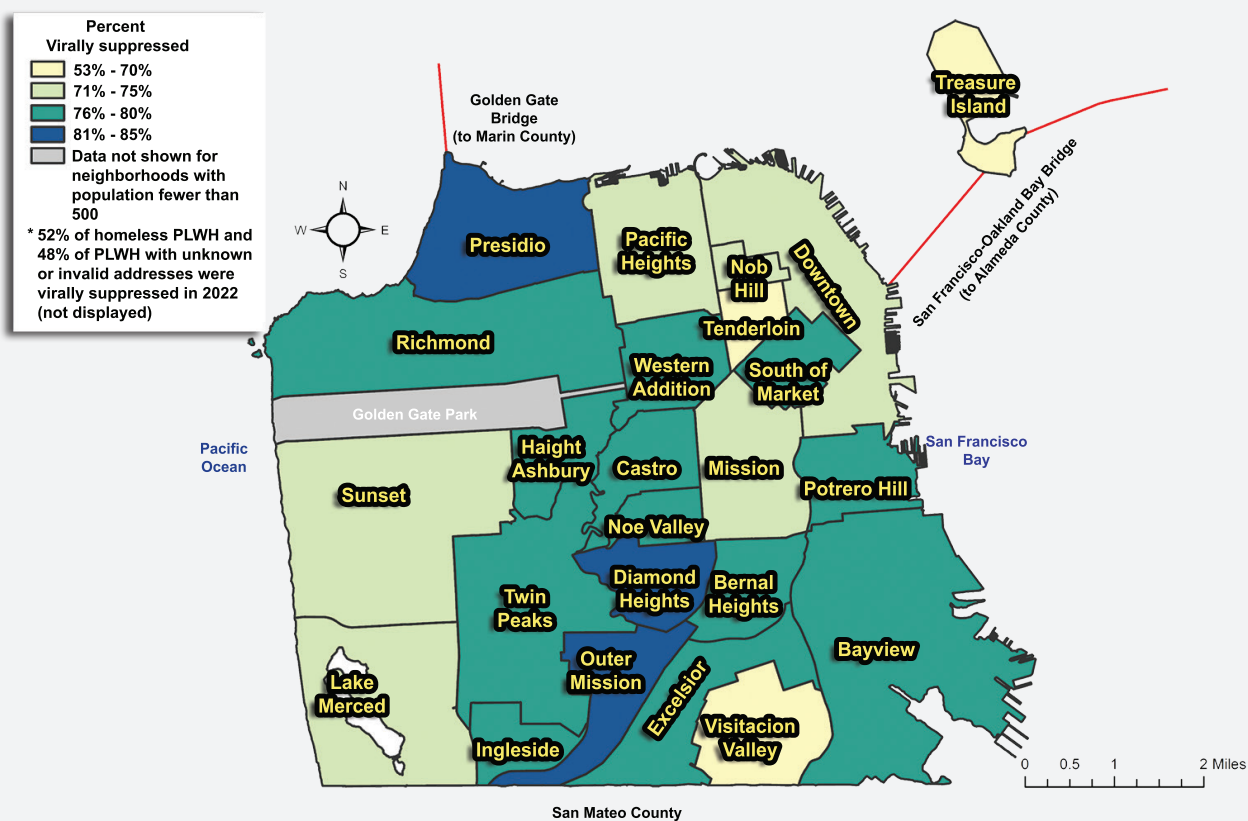 Percent
Virally suppressed
53% - 70%
71% - 75%
76% - 80%
81% - 85%
Data not shown for
neighborhoods with
population fewer than
500
* 52% of homeless PLWH and
48% of PLWH with unknown
or invalid addresses were
virally suppressed in 2022
(not displayed)
Golden Gate
Bridge
(to Marin County)
Treasure
Island
San Francisco-Oakland Bay Bridge
(to Alameda County)
N
W
E
S
Presidio
Pacific
Heights
Nob
Hill
Downtown
Tenderloin
Richmond
Western
Addition
South of
Market
Golden Gate Park
Pacific
Ocean
San Francisco
Bay
Haight
Ashbury
Castro
Mission
Potrero Hill
Sunset
Noe Valley
Diamond
Heights
Bernal
Heights
Twin
Peaks
Bayview
Outer
Mission
Excelsior
Lake
Merced
Visitacion
Valley
Ingleside
0 0.5 1 2 Miles
San Mateo County